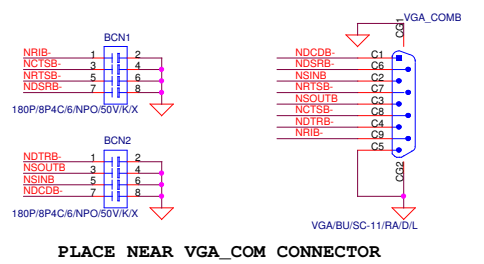 BCN1
NRIB- 1 2
NCTSB- 3 4
NRTSB- 5 6
NDSRB- 7 8
180P/8P4C/6/NPO/50V/K/X
BCN2
NDTRB- 1 2
NSOUTB 3 4
NSINB 5 6
NDCDB- 7 8
180P/8P4C/6/NPO/50V/K/X
VGA_COMB
CG1
NDCDB- C1
NDSRB- C6
NSINB C2
NRTSB- C7
NSOUTB C3
NCTSB- C8
NDTRB- C4
NRIB- C9
C5
CG2
VGA/BU/SC-11/RA/D/L
PLACE NEAR VGA_COM CONNECTOR